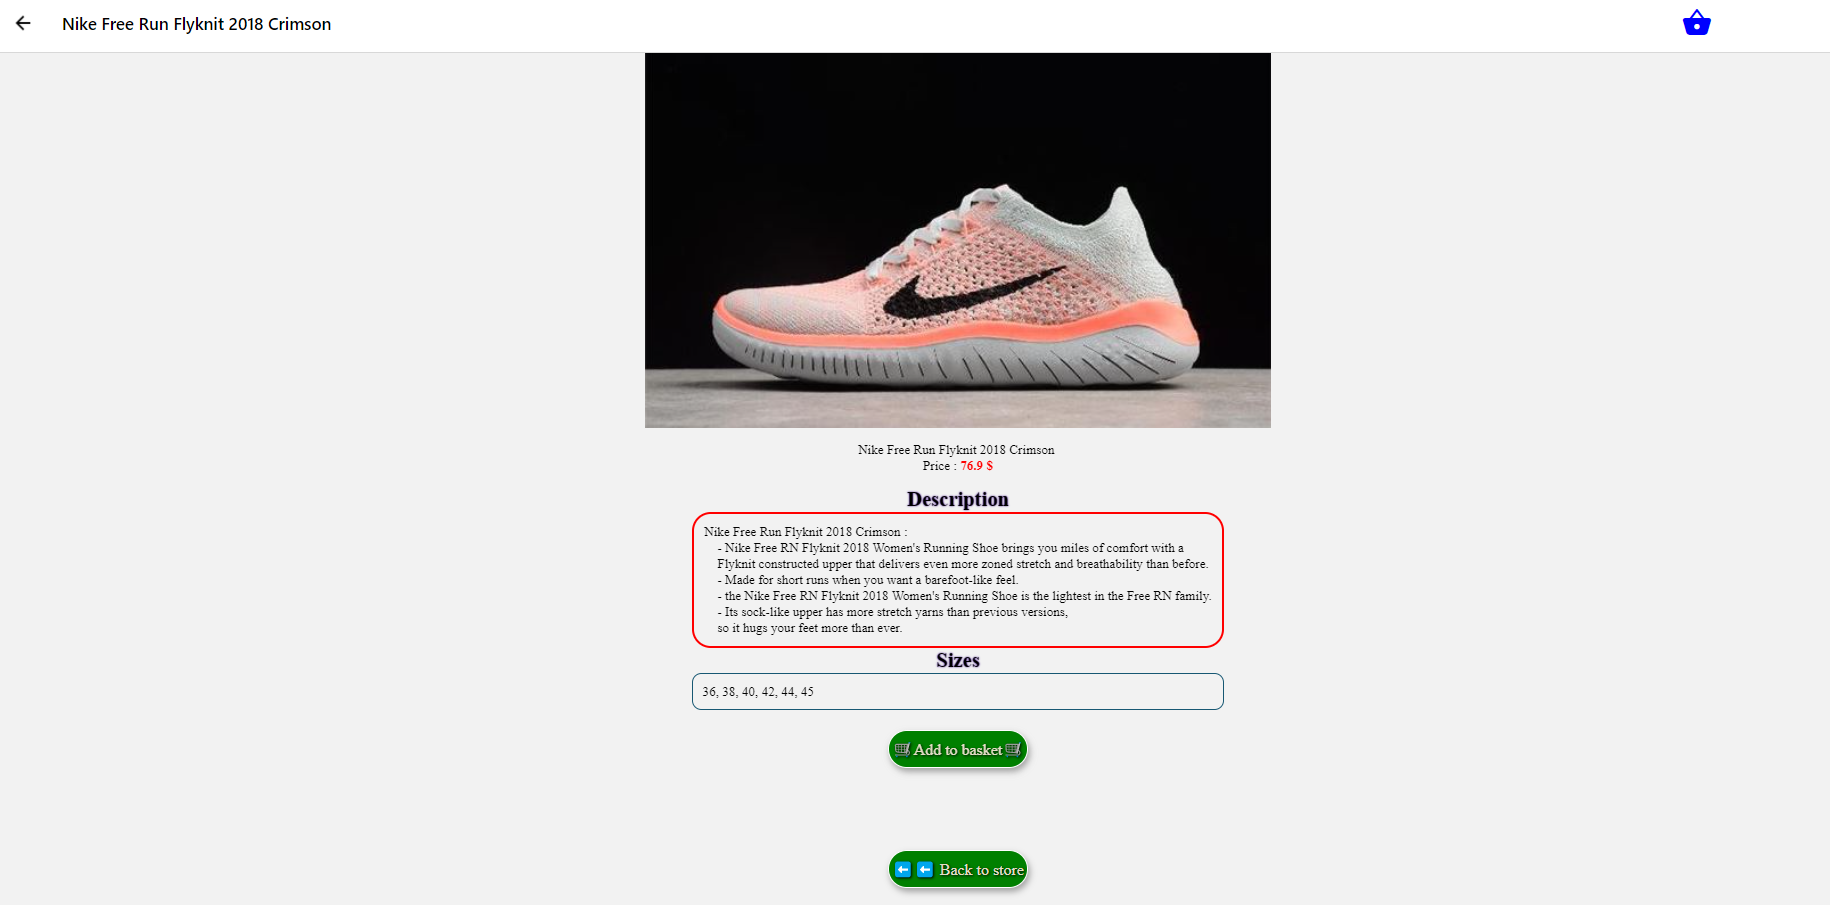 Nike Free Run Flyknit 2018 Crimson
Nike Free Run Flyknit 2018 Crimson
Price : 76.9 $
Description
Nike Free Run Flyknit 2018 Crimson :
- Nike Free RN Flyknit 2018 Women's Running Shoe brings you miles of comfort with a
Flyknit constructed upper that delivers even more zoned stretch and breathability than before.
- Made for short runs when you want a barefoot-like feel.
- the Nike Free RN Flyknit 2018 Women's Running Shoe is the lightest in the Free RN family.
- Its sock-like upper has more stretch yarns than previous versions,
so it hugs your feet more than ever.
Sizes
36, 38, 40, 42, 44, 45
🛒 Add to basket 🛒
⬅️ ⬅️ Back to store